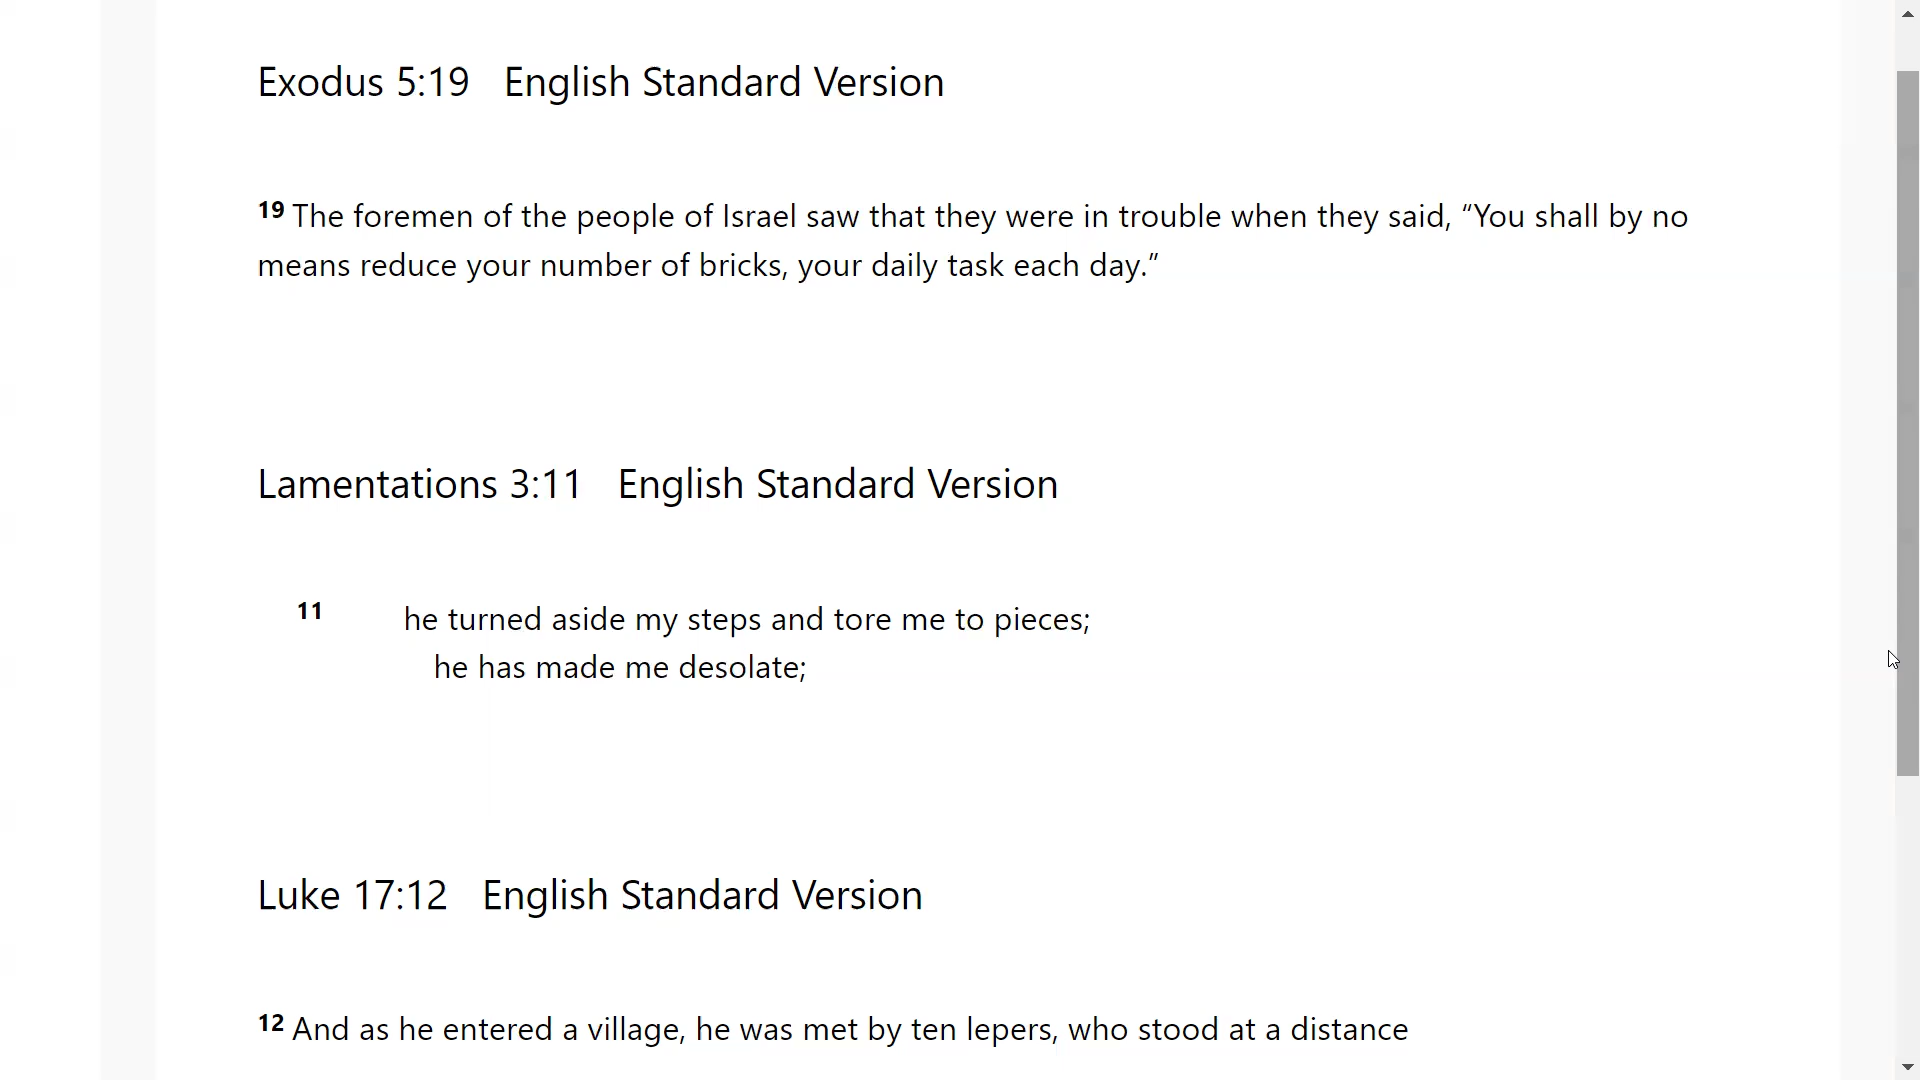 Exodus 5:19 English Standard Version
19 The foremen of the people of Israel saw that they were in trouble when they said, “You shall by no
means reduce your number of bricks, your daily task each day.”
Lamentations 3:11 English Standard Version
11 he turned aside my steps and tore me to pieces;
he has made me desolate;
Luke 17:12 English Standard Version
12 And as he entered a village, he was met by ten lepers, who stood at a distance